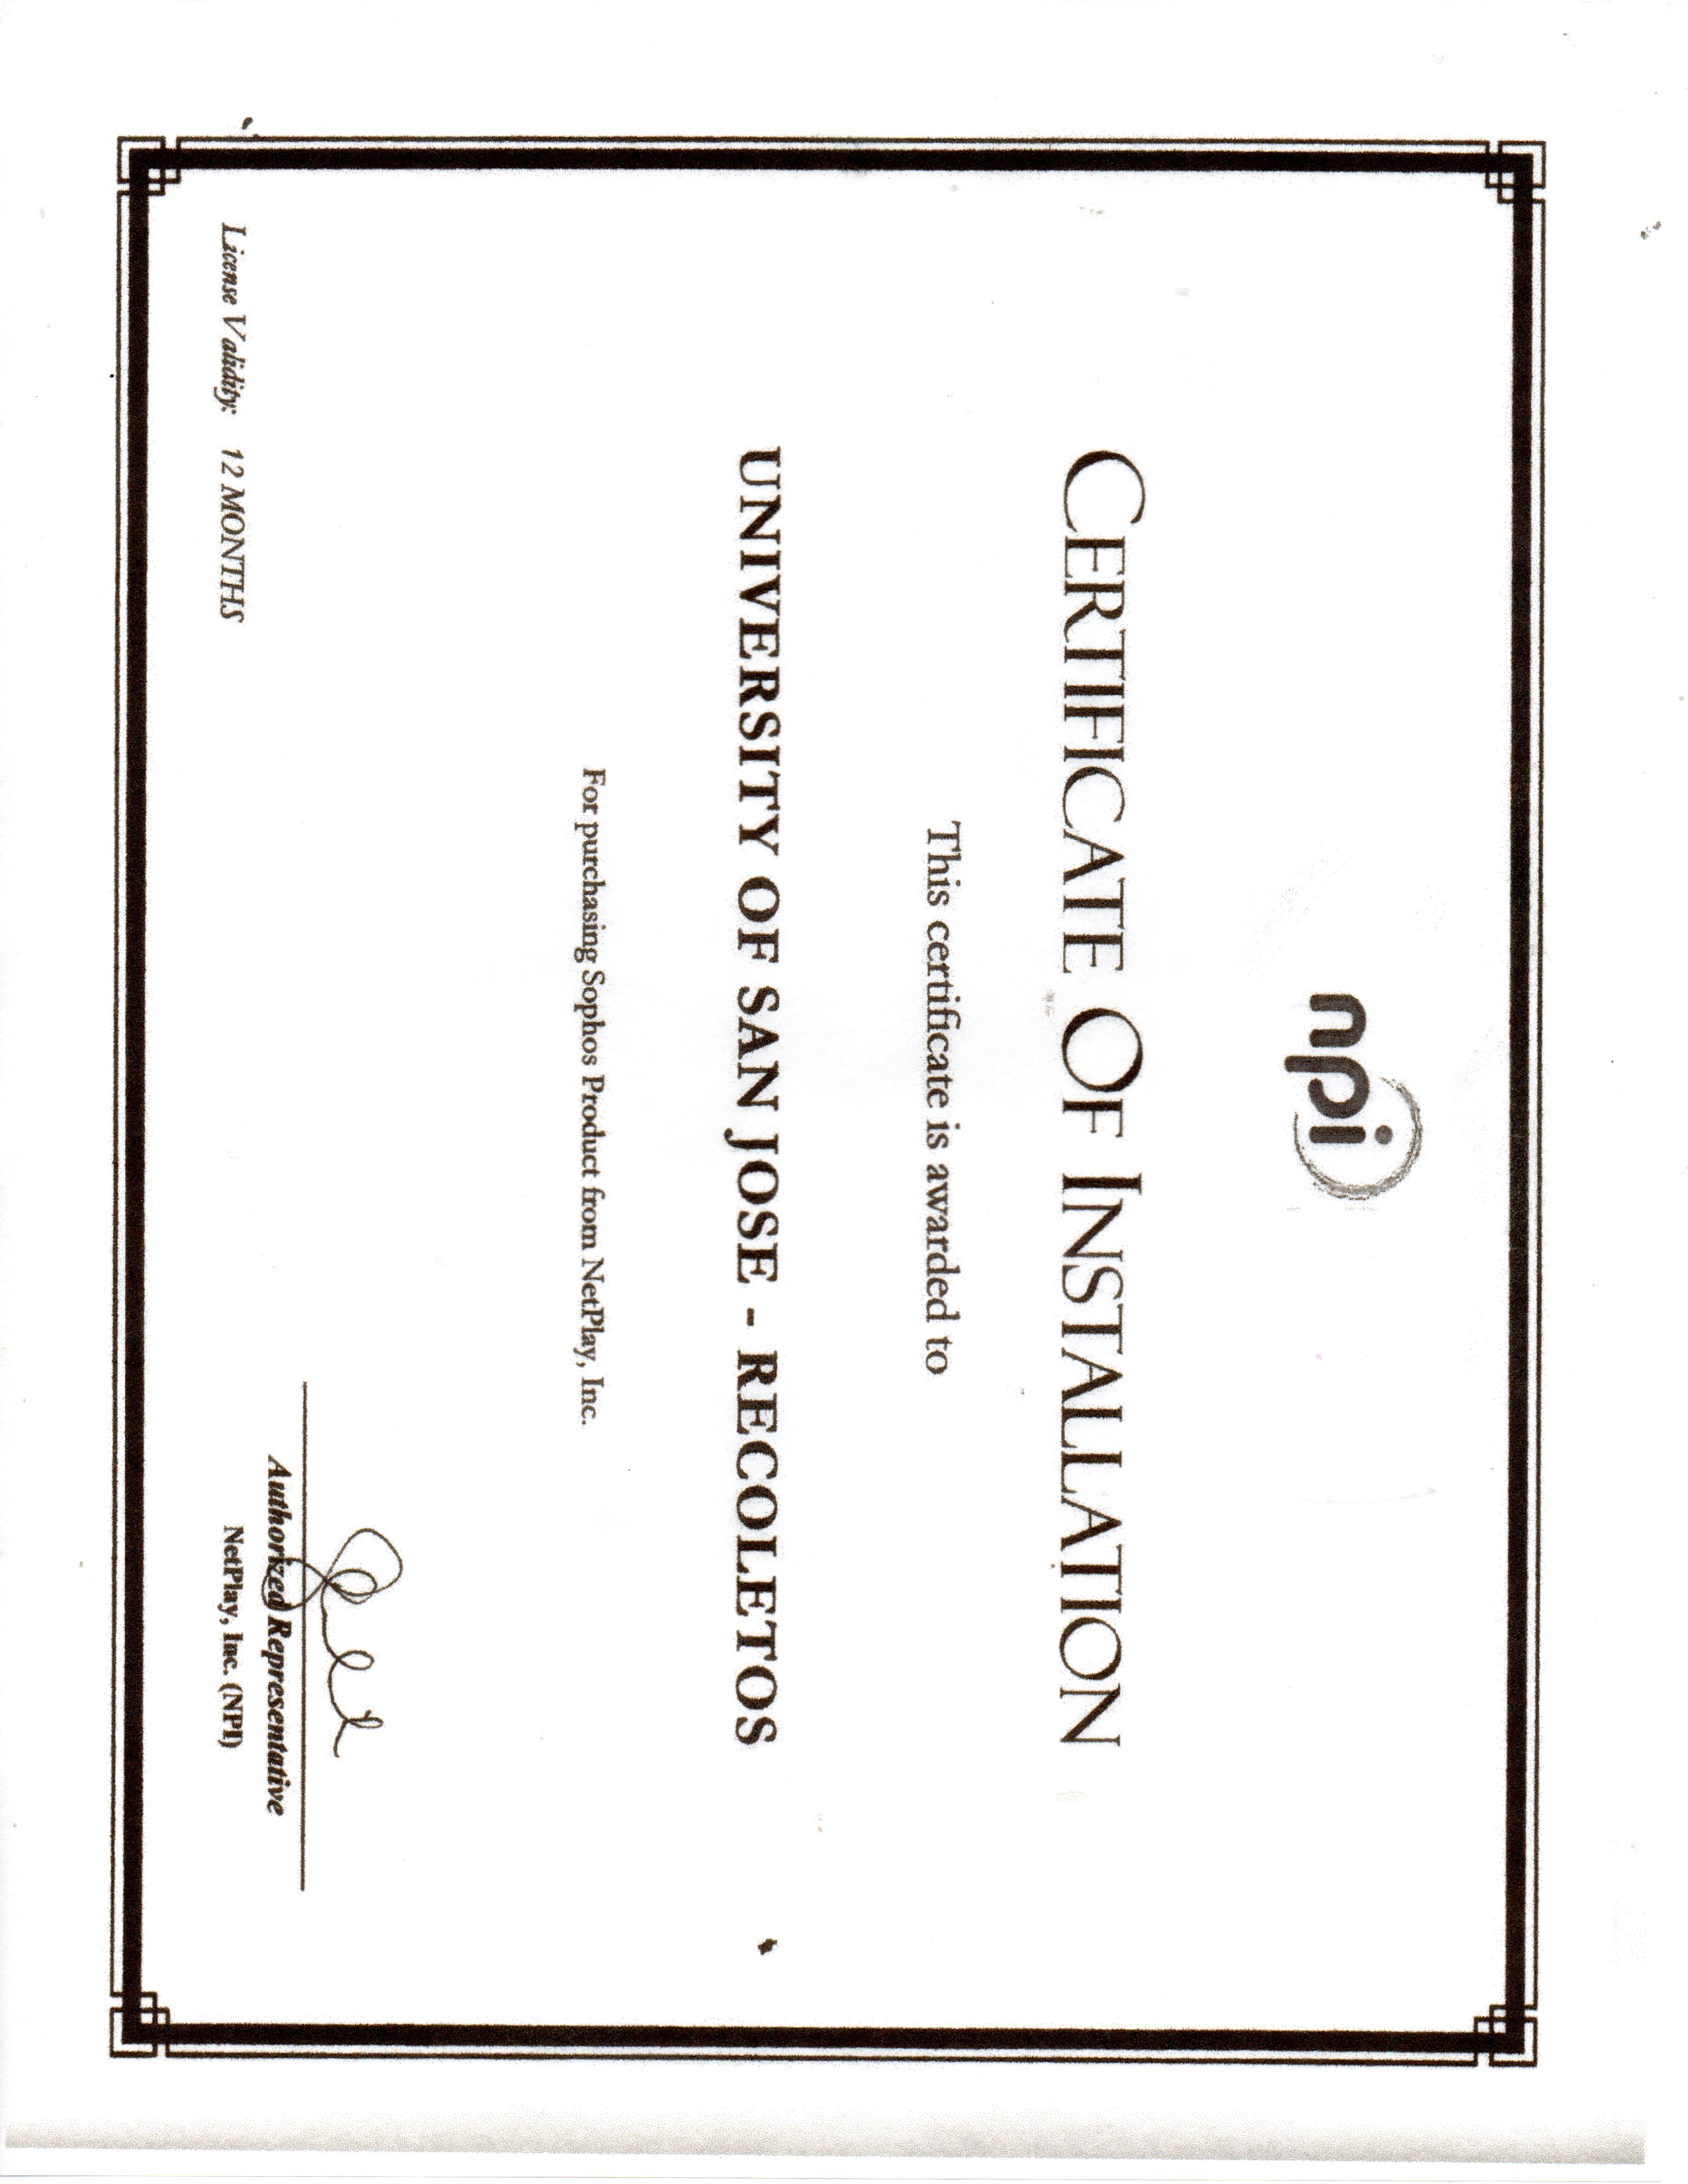 npi
CERTIFICATE OF INSTALLATION
This certificate is awarded to
UNIVERSITY OF SAN JOSE - RECOLETOS
For purchasing Sophos Product from NetPlay, Inc.
Authorized Representative
License Validity: 12 MONTHS
NetPlay, Inc. (NPI)